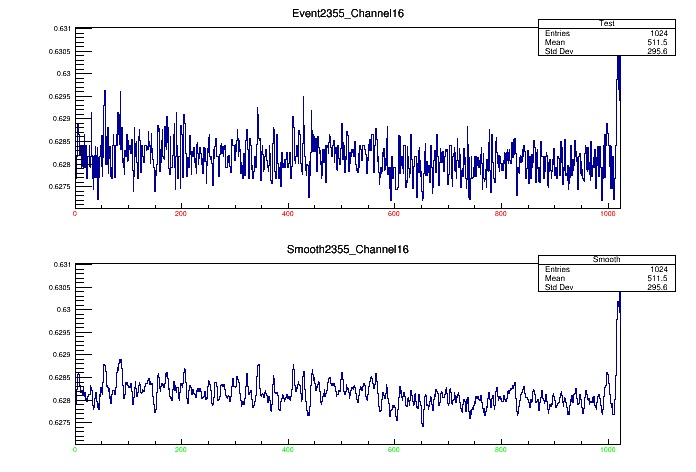 Event2355_Channel16
Test
Entries 1024
Mean 511.5
Std Dev 295.6
0.631
0.6305
0.63
0.6295
0.629
0.6285
0.628
0.6275
0 200 400 600 800 1000
Smooth2355_Channel16
Smooth
Entries 1024
Mean 511.5
Std Dev 295.6
0.631
0.6305
0.63
0.6295
0.629
0.6285
0.628
0.6275
0 200 400 600 800 1000